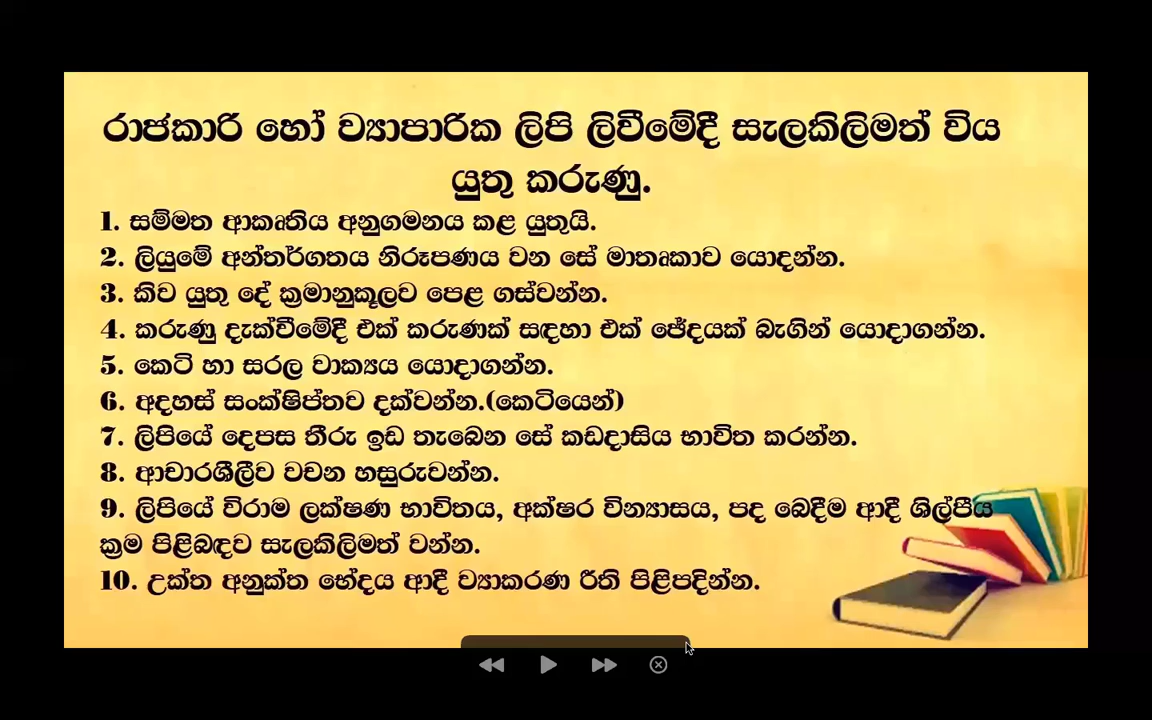 රාජකාරි හෝ ව්‍යාපාරික ලිපි ලිවීමේදී සැලකිලිමත් විය
යුතු කරුණු.
1. සම්මත ආකෘතිය අනුගමනය කළ යුතුයි.
2. ලියුමේ අන්තර්ගතය නිරූපණය වන සේ මාතෘකාව යොදන්න.
3. කිව යුතු දේ ක්‍රමානුකූලව පෙළ ගස්වන්න.
4. කරුණු දැක්වීමේදී එක් කරුණක් සඳහා එක් ඡේදයක් බැගින් යොදාගන්න.
5. කෙටි හා සරල වාක්‍යය යොදාගන්න.
6. අදහස් සංක්ෂිප්තව දක්වන්න.(කෙටියෙන්)
7. ලිපියේ දෙපස තීරු ඉඩ තැබෙන සේ කඩදාසිය භාවිත කරන්න.
8. ආචාරශීලීව වචන හසුරුවන්න.
9. ලිපියේ විරාම ලක්ෂණ භාවිතය, අක්ෂර වින්‍යාසය, පද බෙදීම ආදී ශිල්පීය
ක්‍රම පිළිබඳව සැලකිලිමත් වන්න.
10. උක්ත අනුක්ත භේදය ආදී ව්‍යාකරණ රීති පිළිපදින්න.